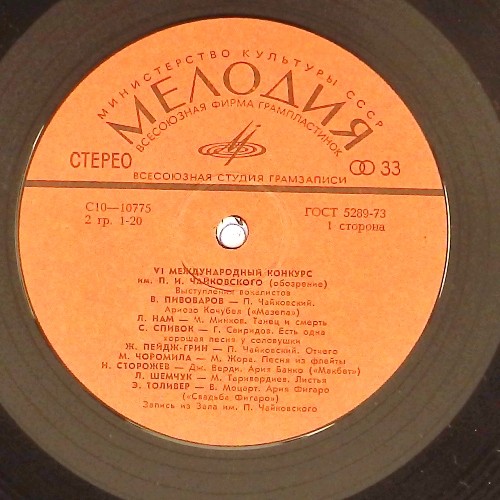 МИНИСТЕРСТВО КУЛЬТУРЫ СССР
МЕЛОДИЯ
ВСЕСОЮЗНАЯ ФИРМА ГРАМПЛАСТИНОК
СТЕРЕО
33
ВСЕСОЮЗНАЯ СТУДИЯ ГРАМЗАПИСИ
С10—10775
ГОСТ 5289-73
2 гр. 1-20
1 сторона
VI МЕЖДУНАРОДНЫЙ КОНКУРС
им. П. И. ЧАЙКОВСКОГО (обозрение)
Выступления вокалистов
В. ПИВОВАРОВ — П. Чайковский.
Ариозо Кочубея («Мазепа»)
Л. НАМ — М. Минков. Танец и смерть
С. СПИВОК — Г. Свиридов. Есть одна
хорошая песня у соловушки
Ж. ПЕЙДЖ-ГРИН — П. Чайковский. Отчего
М. ЧОРОМИЛА — М. Жора. Песня из флейты
Н. СТОРОЖЕВ — Дж. Верди. Ария Банко («Макбет»)
Л. ШЕМЧУК — М. Таривердиев. Листья
Э. ТОЛИВЕР — В. Моцарт. Ария Фигаро
(«Свадьба Фигаро»)
Запись из Зала им. П. Чайковского